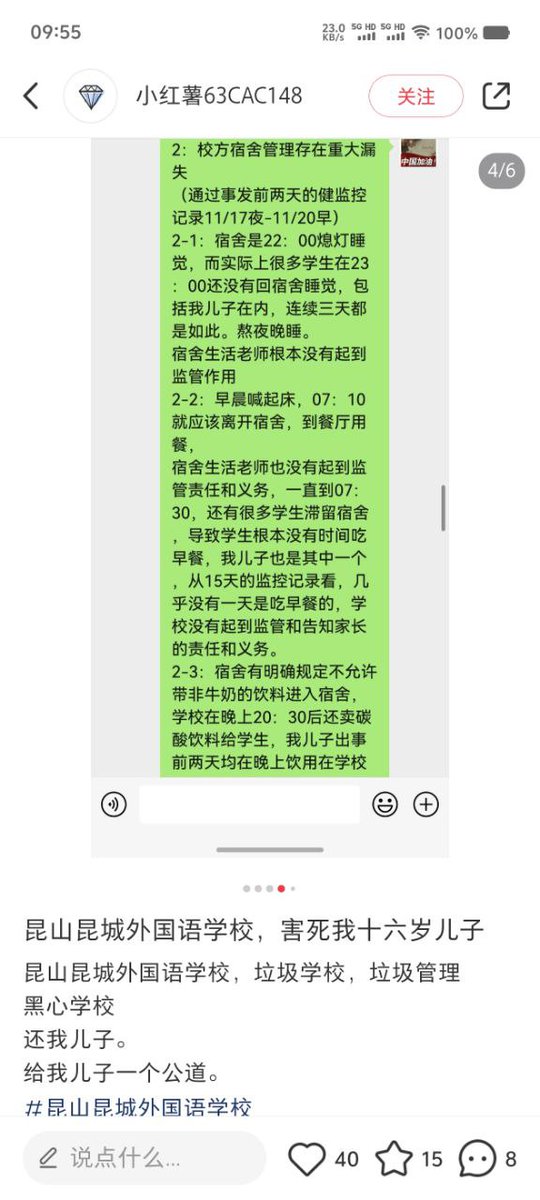 09:55
23.0 KB/s 5G HD 5G HD 100%
小红薯63CAC148
关注
4/6
中国加油!
2：校方宿舍管理存在重大漏
失
（通过事发前两天的健监控
记录11/17夜-11/20早）
2-1：宿舍是22：00熄灯睡
觉，而实际上很多学生在23
：00还没有回宿舍睡觉，包
括我儿子在内，连续三天都
是如此。熬夜晚睡。
宿舍生活老师根本没有起到
监管作用
2-2：早晨喊起床，07：10
就应该离开宿舍，到餐厅用
餐，
宿舍生活老师也没有起到监
管责任和义务，一直到07：
30，还有很多学生滞留宿舍
，导致学生根本没有时间吃
早餐，我儿子也是其中一个
，从15天的监控记录看，几
乎没有一天是吃早餐的，学
校没有起到监管和告知家长
的责任和义务。
2-3：宿舍有明确规定不允许
带非牛奶的饮料进入宿舍，
学校在晚上20：30后还卖碳
酸饮料给学生，我儿子出事
前两天均在晚上饮用在学校
昆山昆城外国语学校，害死我十六岁儿子
昆山昆城外国语学校，垃圾学校，垃圾管理
黑心学校
还我儿子。
给我儿子一个公道。
#昆山昆城外国语学校
说点什么...
40
15
8